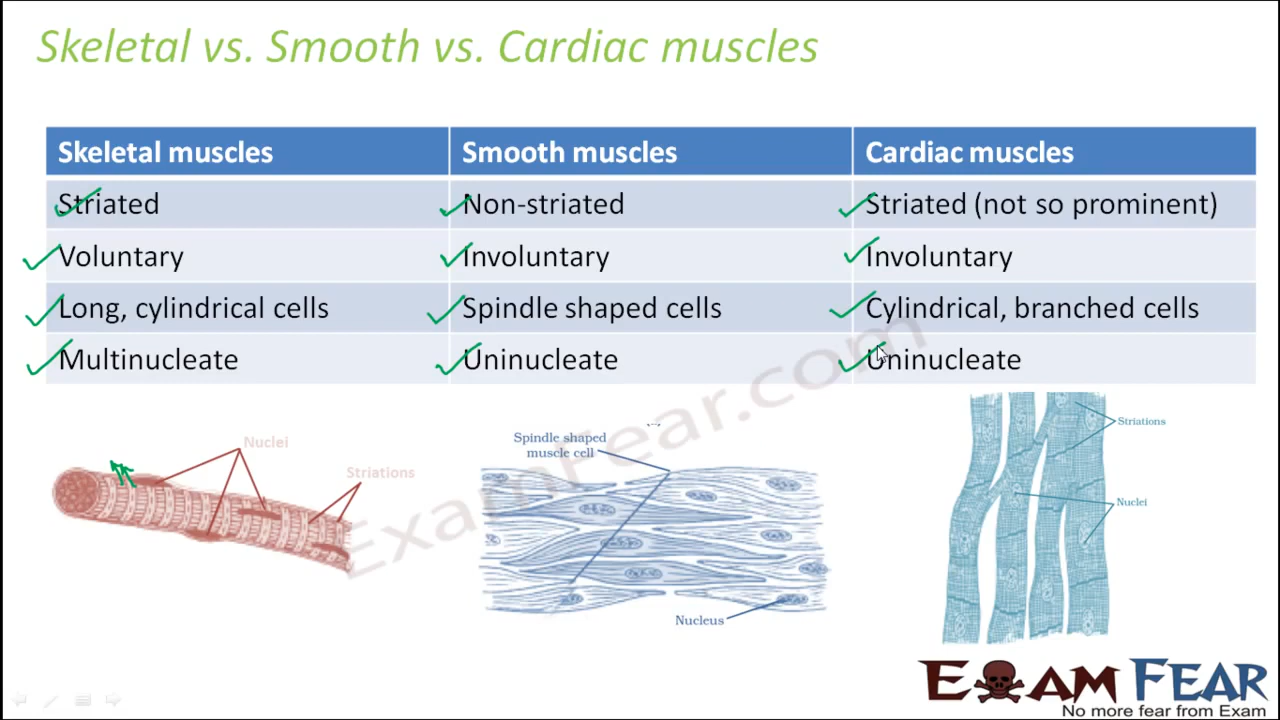 Skeletal vs. Smooth vs. Cardiac muscles
Skeletal muscles Smooth muscles Cardiac muscles
Striated Non-striated Striated (not so prominent)
Voluntary Involuntary Involuntary
Long, cylindrical cells Spindle shaped cells Cylindrical, branched cells
Multinucleate Uninucleate Uninucleate
Nuclei
Striations
Spindle shaped
muscle cell
Nucleus
Striations
Nuclei
ExamFear.com
EXAM FEAR
No more fear from Exam